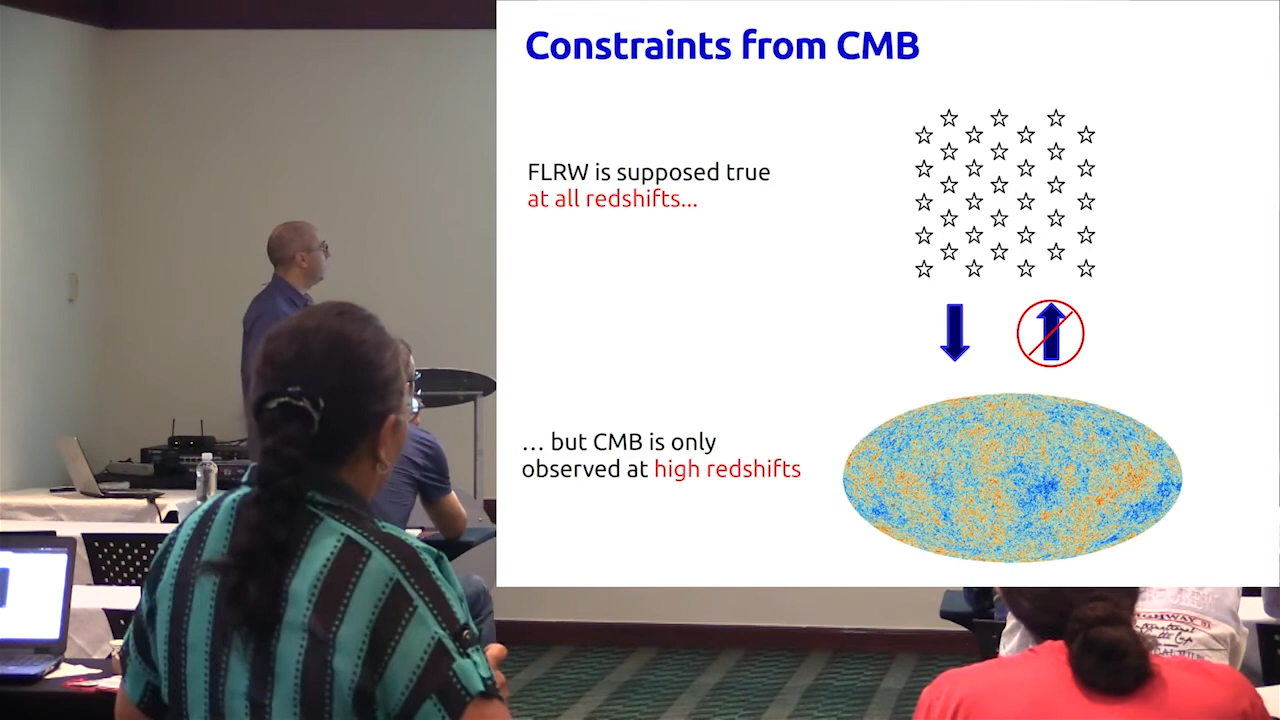 Constraints from CMB
FLRW is supposed true
at all redshifts...
... but CMB is only
observed at high redshifts